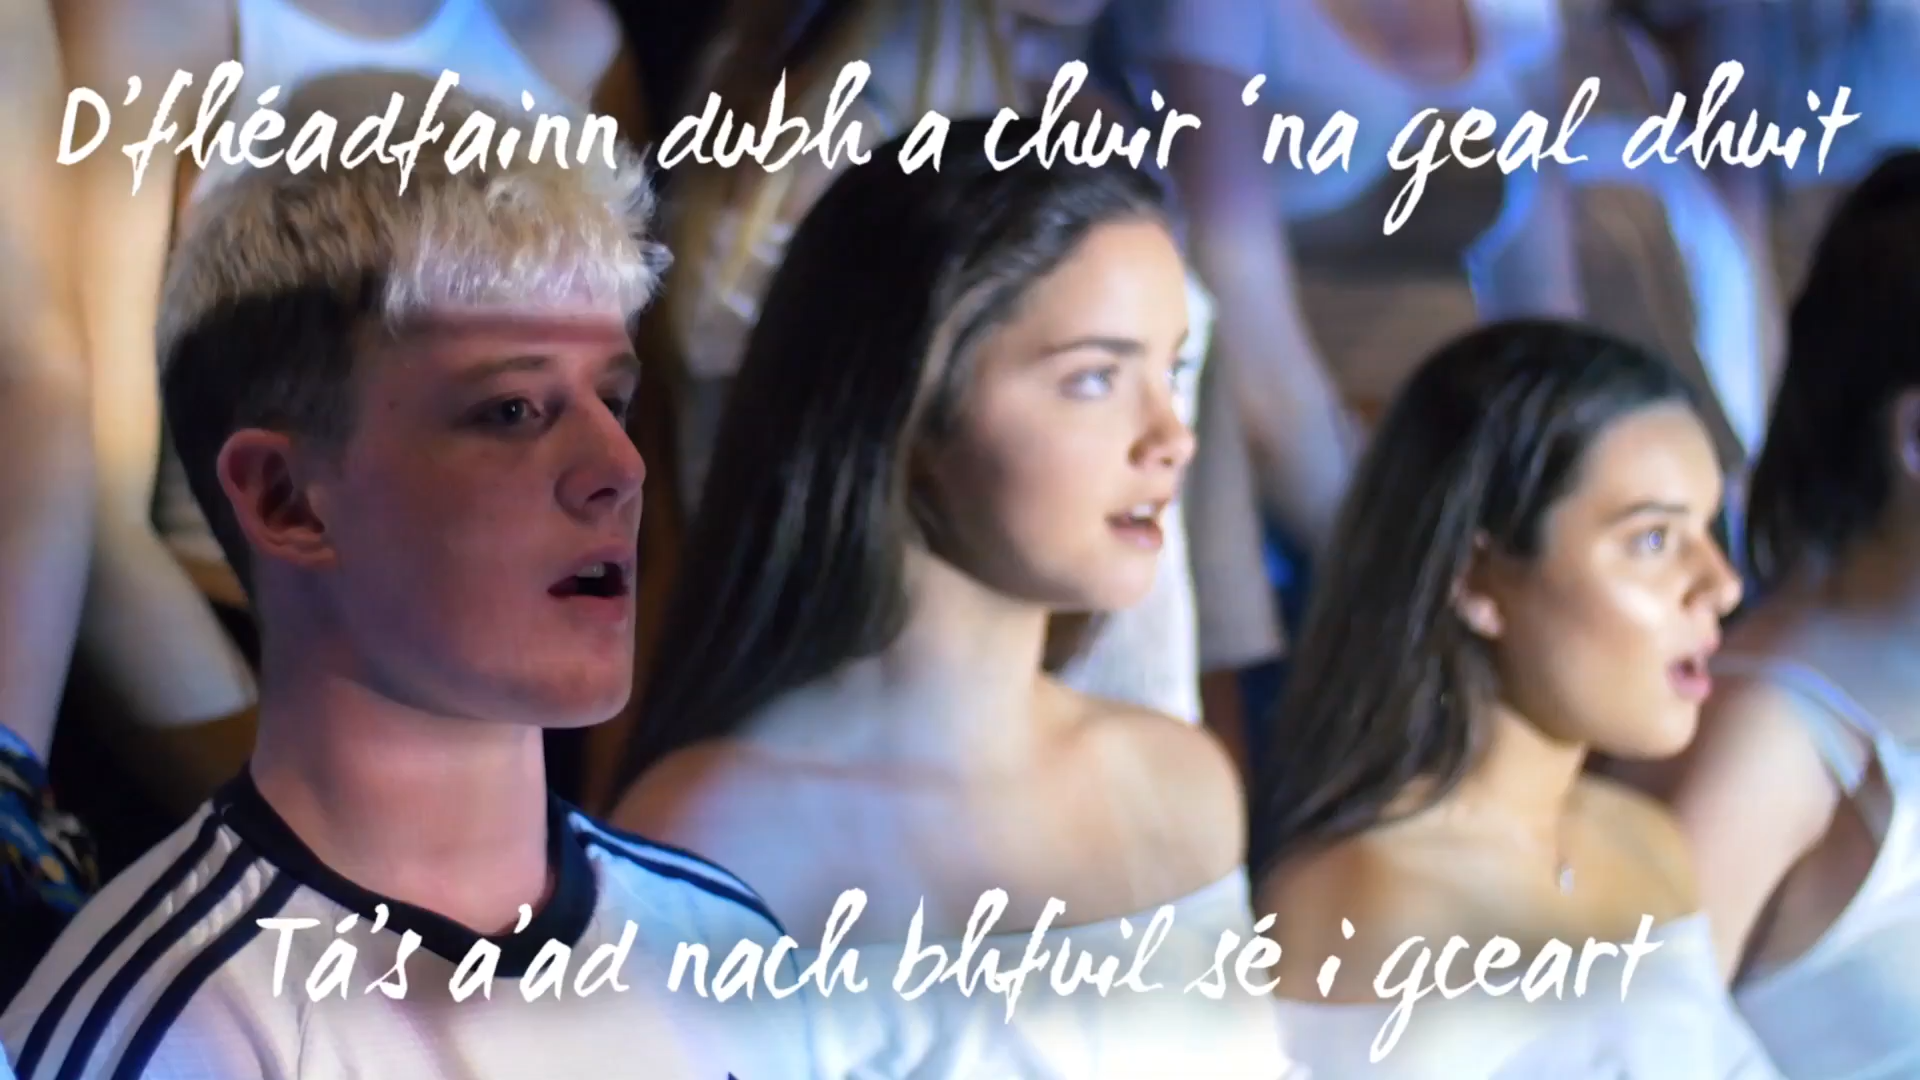 D'fhéadfainn dubh a chuir 'na geal dhuit
Tá's a'ad nach bhfuil sé i gceart